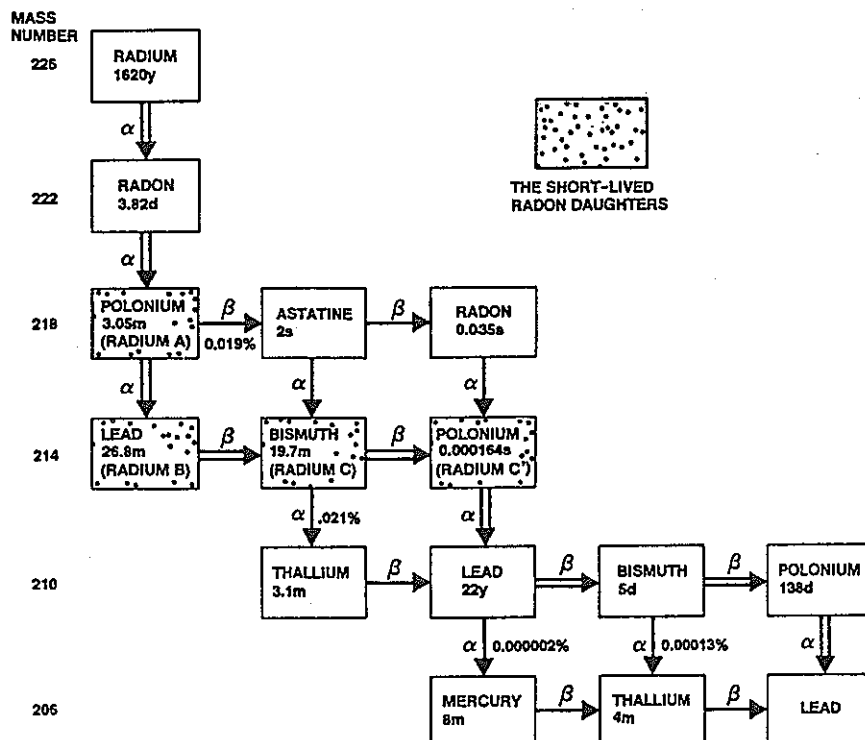 MASS
NUMBER
226
RADIUM
1620y
α
222
RADON
3.82d
THE SHORT-LIVED
RADON DAUGHTERS
α
218
POLONIUM
3.05m
(RADIUM A)
β
0.019%
ASTATINE
2s
β
RADON
0.035s
α
α
α
214
LEAD
26.8m
(RADIUM B)
β
BISMUTH
19.7m
(RADIUM C)
β
POLONIUM
0.000164s
(RADIUM C')
α .021%
α
210
THALLIUM
3.1m
β
LEAD
22y
β
BISMUTH
5d
β
POLONIUM
138d
α 0.000002%
α 0.00013%
α
206
MERCURY
8m
β
THALLIUM
4m
β
LEAD